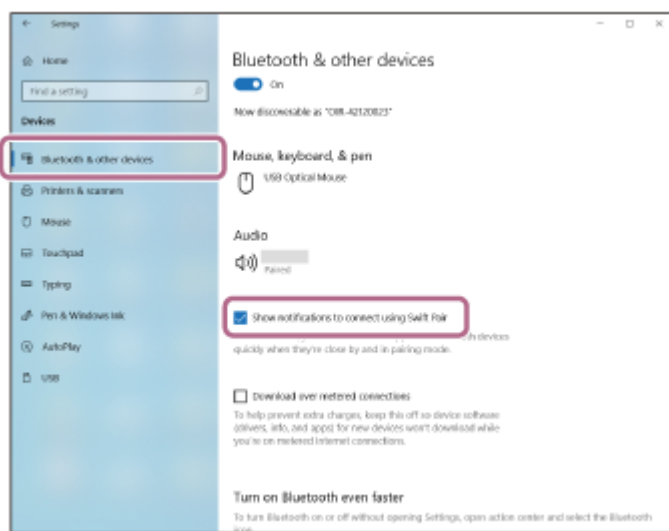 Settings
Home
Find a setting
Devices
Bluetooth & other devices
Printers & scanners
Mouse
Touchpad
Typing
Pen & Windows Ink
AutoPlay
USB
Bluetooth & other devices
On
Now discoverable as
Mouse, keyboard, & pen
USB Optical Mouse
Audio
Paired
Show notifications to connect using Swift Pair
devices
quickly when they're close by and in pairing mode.
Download over metered connections
To help prevent extra charges, keep this off so device software
(drivers, info, and apps) for new devices won't download while
you're on metered Internet connections.
Turn on Bluetooth even faster
To turn Bluetooth on or off without opening Settings, open action center and select the Bluetooth